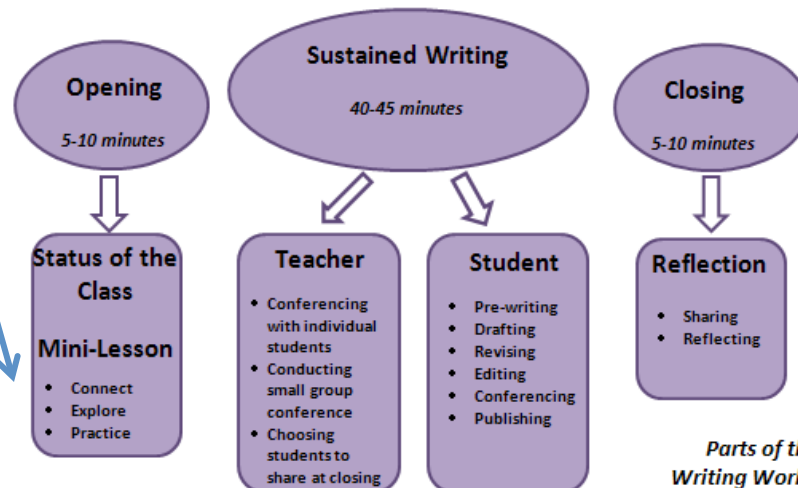 Opening
5-10 minutes
Sustained Writing
40-45 minutes
Closing
5-10 minutes
Status of the
Class
Mini-Lesson
• Connect
• Explore
• Practice
Teacher
• Conferencing
with individual
students
• Conducting
small group
conference
• Choosing
students to
share at closing
Student
• Pre-writing
• Drafting
• Revising
• Editing
• Conferencing
• Publishing
Reflection
• Sharing
• Reflecting
Parts of th
Writing Wor